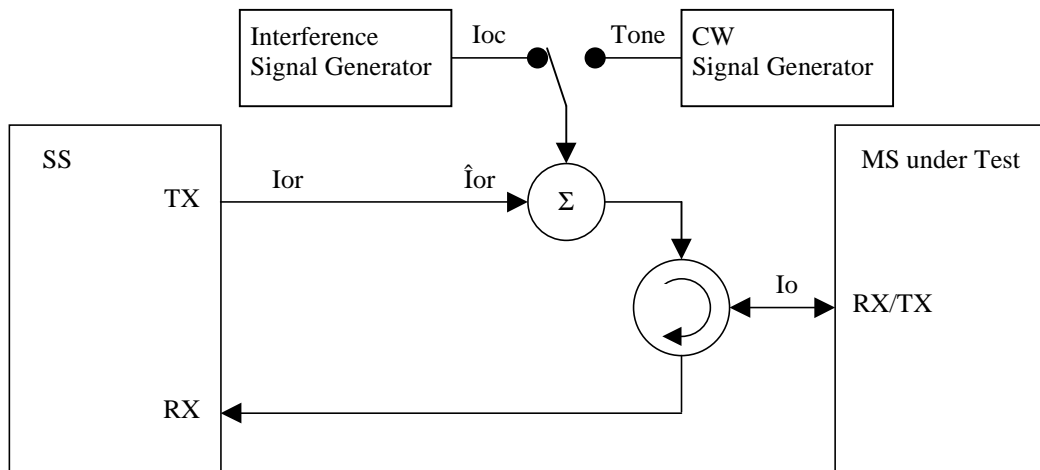 Interference
Signal Generator
Ioc
Tone
CW
Signal Generator
SS
MS under Test
TX
Ior
Îor
Σ
Io
RX/TX
RX